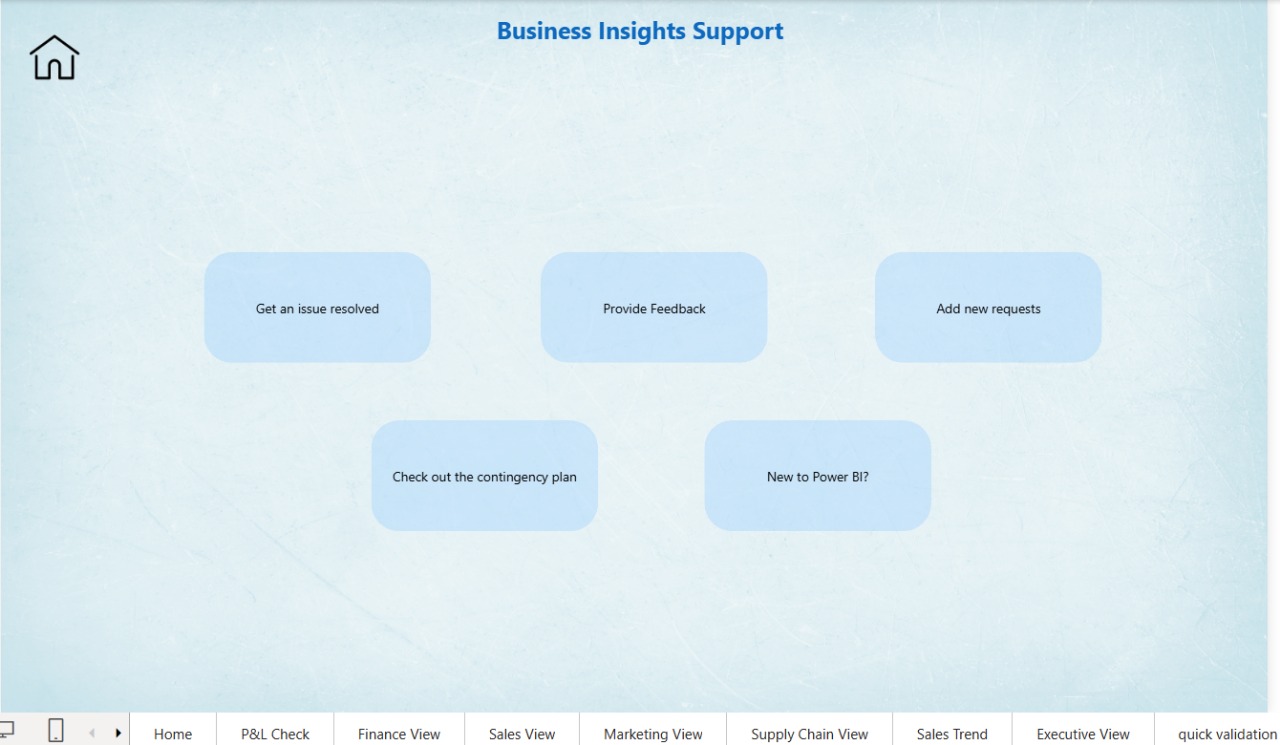 Business Insights Support
Get an issue resolved
Provide Feedback
Add new requests
Check out the contingency plan
New to Power BI?
Home
P&L Check
Finance View
Sales View
Marketing View
Supply Chain View
Sales Trend
Executive View
quick validation